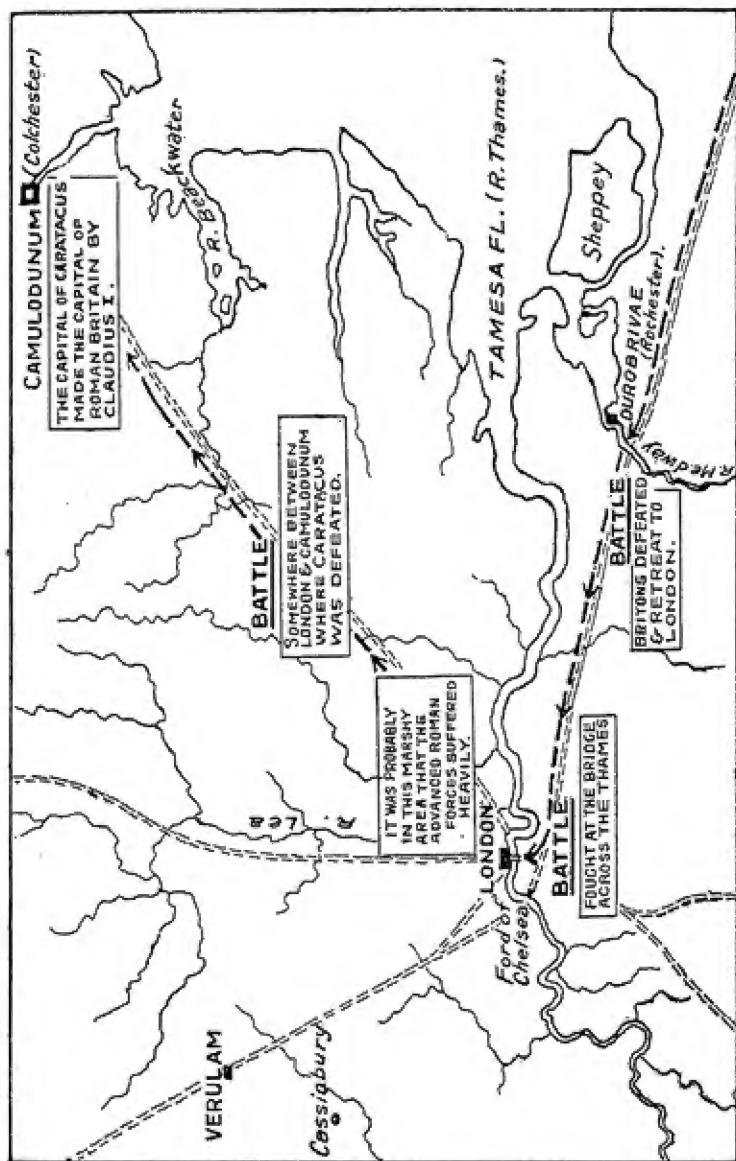 CAMULODUNUM
(Colchester)
THE CAPITAL OF CARATACUS
MADE THE CAPITAL OF
ROMAN BRITAIN BY
CLAUDIUS I.
R. Blackwater
BATTLE
SOMEWHERE BETWEEN
LONDON & CAMULODUNUM
WHERE CARATACUS
WAS DEFEATED.
IT WAS PROBABLY
IN THIS MARSHY
AREA THAT THE
ADVANCED ROMAN
FORCES SUFFERED
HEAVILY.
R. LEA
VERULAM
Cassiobury
LONDON
Ford of
Chelsea
BATTLE
FOUGHT AT THE BRIDGE
ACROSS THE THAMES
TAMESA FL. (R. Thames.)
Sheppey
DUROBRIVAE
(Rochester).
R. Medway
BATTLE
BRITONS DEFEATED
& RETREAT TO
LONDON.